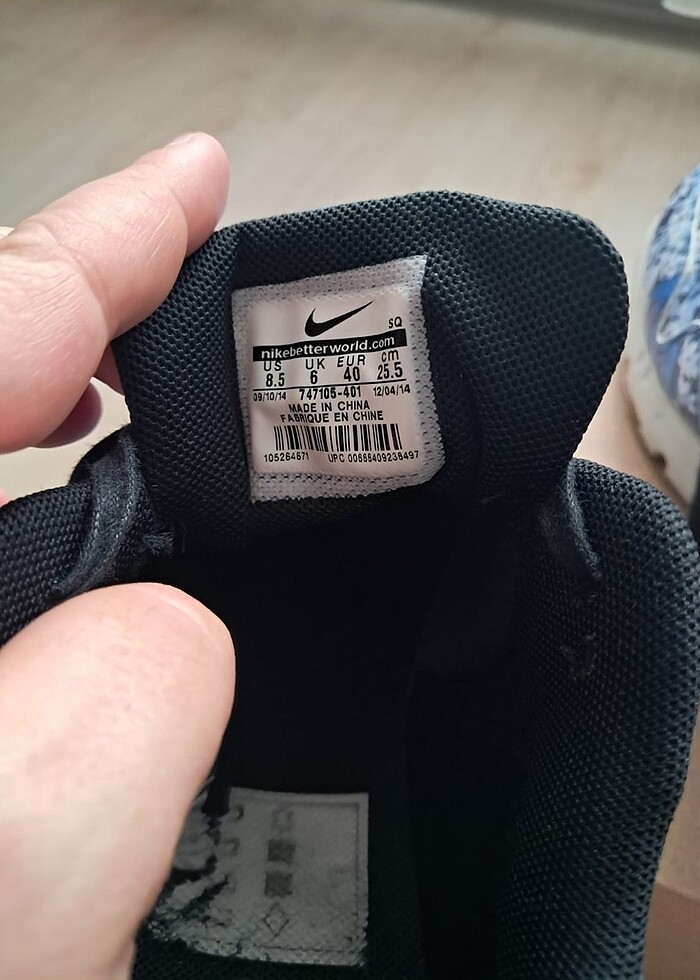 SQ
nikebetterworld.com
US UK EUR cm
8.5 6 40 25.5
09/10/14 747105-401 12/04/14
MADE IN CHINA
FABRIQUE EN CHINE
105264671 UPC 00888409238497